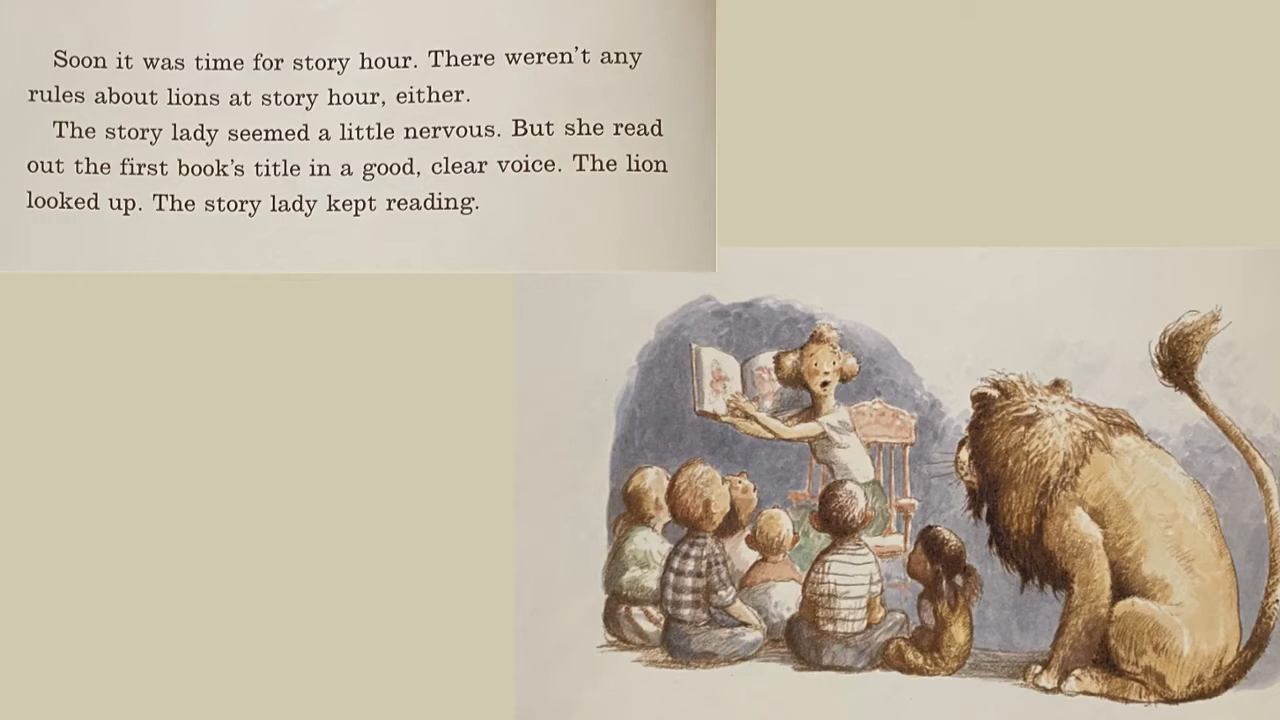 Soon it was time for story hour. There weren't any
rules about lions at story hour, either.
The story lady seemed a little nervous. But she read
out the first book's title in a good, clear voice. The lion
looked up. The story lady kept reading.